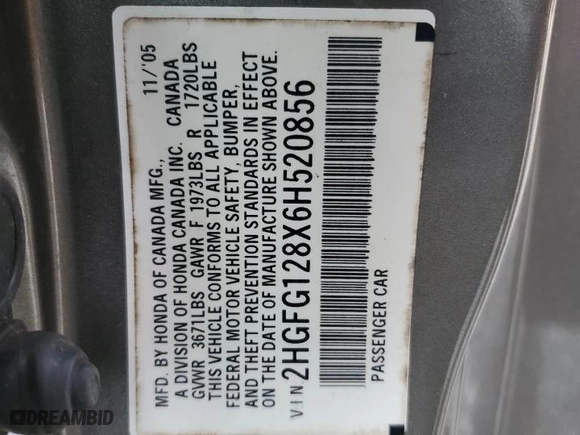 MFD. BY HONDA OF CANADA MFG., 11/'05
A DIVISION OF HONDA CANADA INC. CANADA
GVWR 3671LBS GAWR F 1973LBS R 1720LBS
THIS VEHICLE CONFORMS TO ALL APPLICABLE
FEDERAL MOTOR VEHICLE SAFETY, BUMPER,
AND THEFT PREVENTION STANDARDS IN EFFECT
ON THE DATE OF MANUFACTURE SHOWN ABOVE.
VIN 2HGFG128X6H520856
PASSENGER CAR
DREAMBID